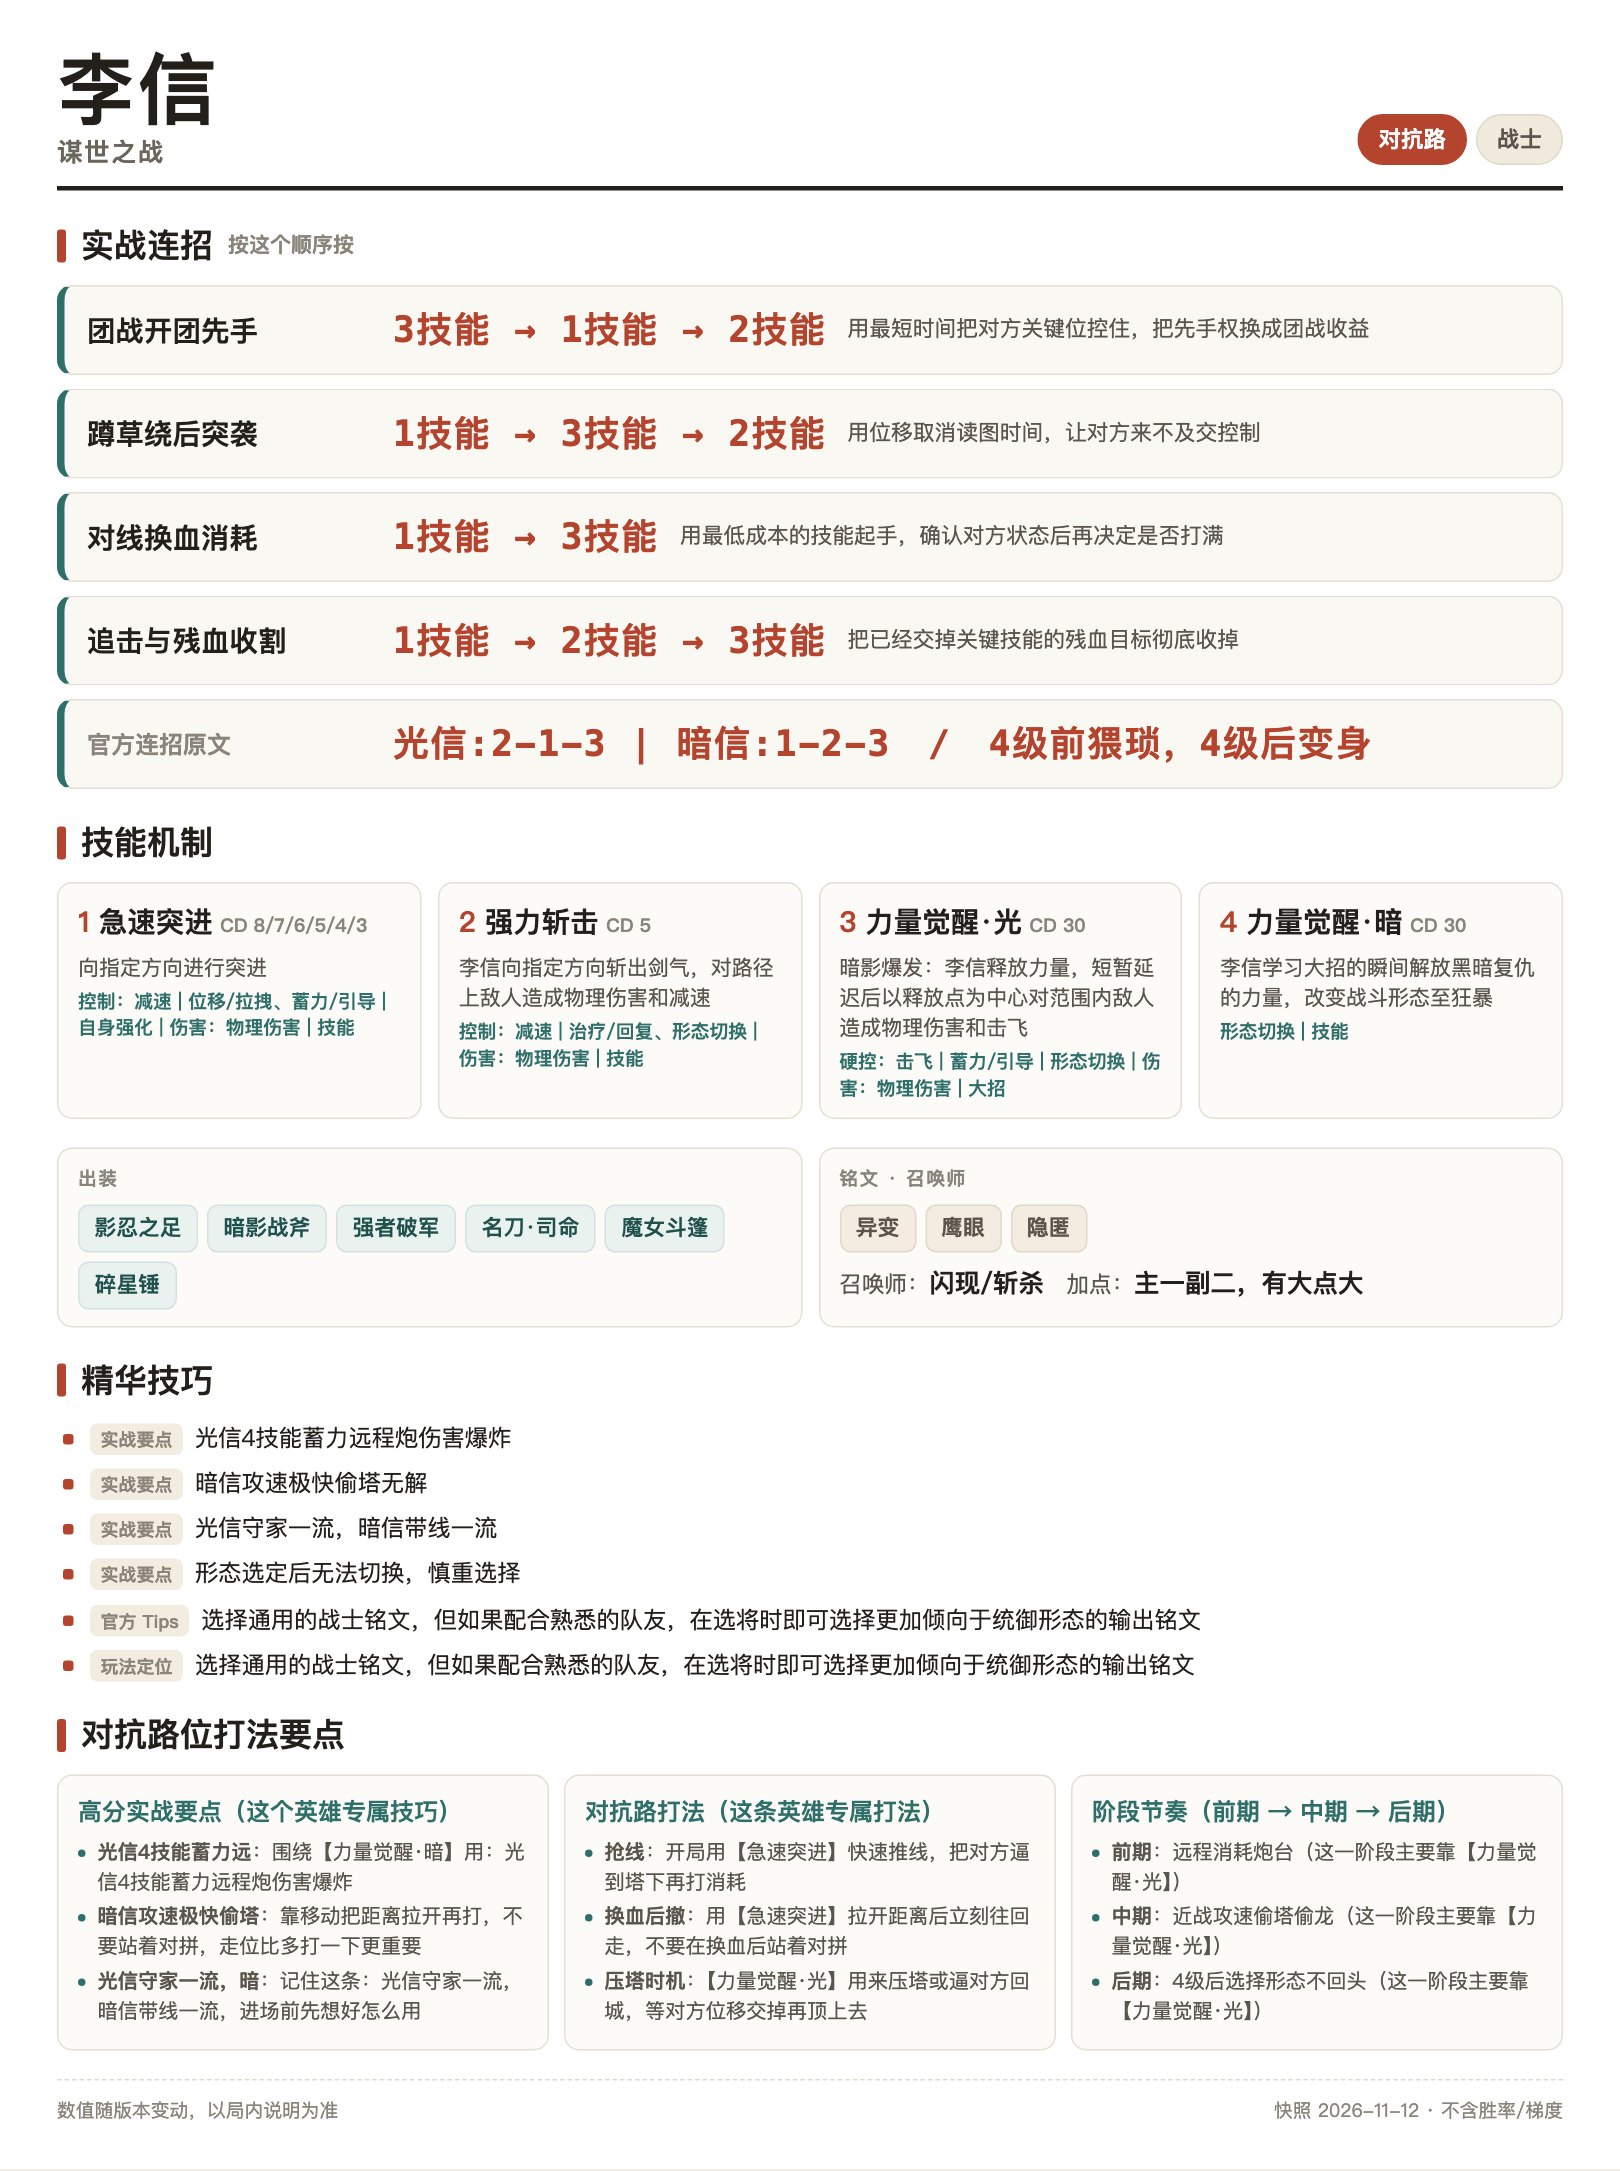 李信
谋世之战
对抗路 战士
实战连招 按这个顺序按
团战开团先手 3技能 → 1技能 → 2技能 用最短时间把对方关键位控住，把先手权换成团战收益
蹲草绕后突袭 1技能 → 3技能 → 2技能 用位移取消读图时间，让对方来不及交控制
对线换血消耗 1技能 → 3技能 用最低成本的技能起手，确认对方状态后再决定是否打满
追击与残血收割 1技能 → 2技能 → 3技能 把已经交掉关键技能的残血目标彻底收掉
官方连招原文 光信:2-1-3 | 暗信:1-2-3 / 4级前猥琐，4级后变身
技能机制
1 急速突进 CD 8/7/6/5/4/3
向指定方向进行突进
控制：减速 | 位移/拉拽、蓄力/引导 |
自身强化 | 伤害：物理伤害 | 技能
2 强力斩击 CD 5
李信向指定方向斩出剑气，对路径
上敌人造成物理伤害和减速
控制：减速 | 治疗/回复、形态切换 |
伤害：物理伤害 | 技能
3 力量觉醒·光 CD 30
暗影爆发：李信释放力量，短暂延
迟后以释放点为中心对范围内敌人
造成物理伤害和击飞
硬控：击飞 | 蓄力/引导 | 形态切换 | 伤
害：物理伤害 | 大招
4 力量觉醒·暗 CD 30
李信学习大招的瞬间解放黑暗复仇
的力量，改变战斗形态至狂暴
形态切换 | 技能
出装
影忍之足 暗影战斧 强者破军 名刀·司命 魔女斗篷
碎星锤
铭文 · 召唤师
异变 鹰眼 隐匿
召唤师：闪现/斩杀 加点：主一副二，有大点大
精华技巧
实战要点 光信4技能蓄力远程炮伤害爆炸
实战要点 暗信攻速极快偷塔无解
实战要点 光信守家一流，暗信带线一流
实战要点 形态选定后无法切换，慎重选择
官方 Tips 选择通用的战士铭文，但如果配合熟悉的队友，在选将时即可选择更加倾向于统御形态的输出铭文
玩法定位 选择通用的战士铭文，但如果配合熟悉的队友，在选将时即可选择更加倾向于统御形态的输出铭文
对抗路位打法要点
高分实战要点（这个英雄专属技巧）
光信4技能蓄力远：围绕【力量觉醒·暗】用：光
信4技能蓄力远程炮伤害爆炸
暗信攻速极快偷塔：靠移动把距离拉开再打，不
要站着对拼，走位比多打一下更重要
光信守家一流，暗：记住这条：光信守家一流，
暗信带线一流，进场前先想好怎么用
对抗路打法（这条英雄专属打法）
抢线：开局用【急速突进】快速推线，把对方逼
到塔下再打消耗
换血后撤：用【急速突进】拉开距离后立刻往回
走，不要在换血后站着对拼
压塔时机：【力量觉醒·光】用来压塔或逼对方回
城，等对方位移交掉再顶上去
阶段节奏（前期 → 中期 → 后期）
前期：远程消耗炮台（这一阶段主要靠【力量觉
醒·光】）
中期：近战攻速偷塔偷龙（这一阶段主要靠【力
量觉醒·光】）
后期：4级后选择形态不回头（这一阶段主要靠
【力量觉醒·光】）
数值随版本变动，以局内说明为准
快照 2026-11-12 · 不含胜率/梯度